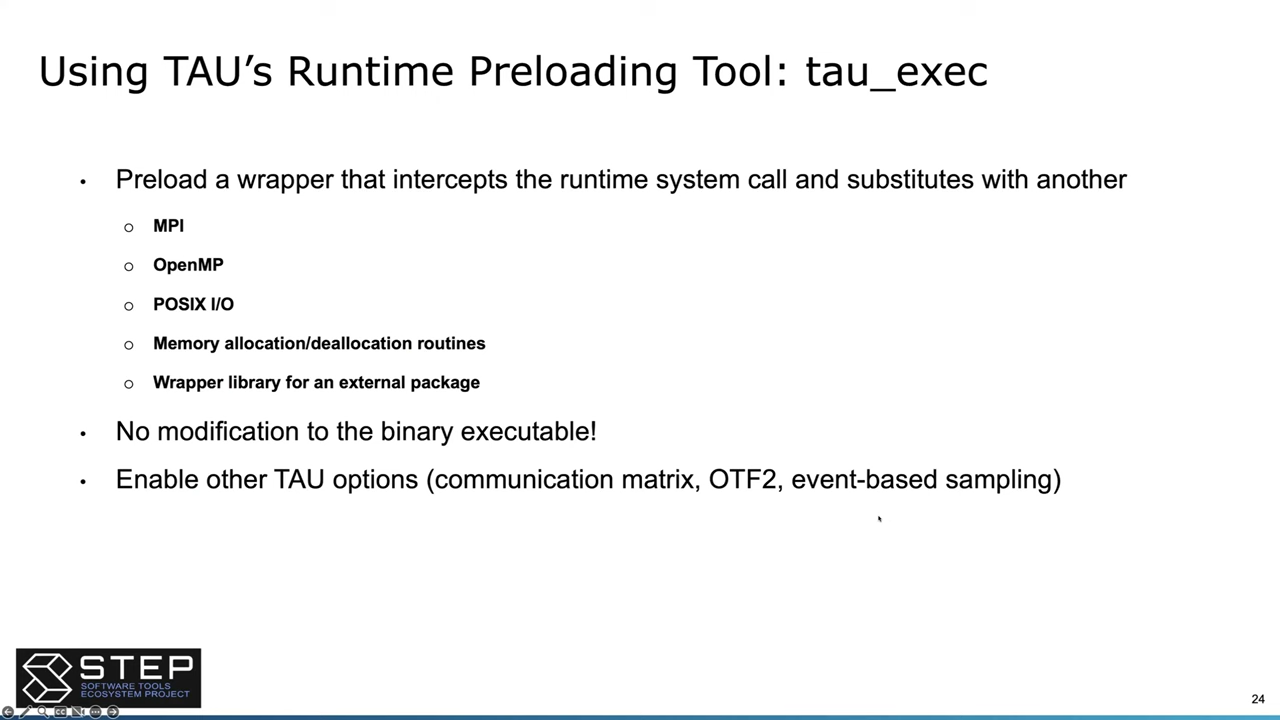 Using TAU’s Runtime Preloading Tool: tau_exec
• Preload a wrapper that intercepts the runtime system call and substitutes with another
○ MPI
○ OpenMP
○ POSIX I/O
○ Memory allocation/deallocation routines
○ Wrapper library for an external package
• No modification to the binary executable!
• Enable other TAU options (communication matrix, OTF2, event-based sampling)
STEP
SOFTWARE TOOLS
ECOSYSTEM PROJECT
24